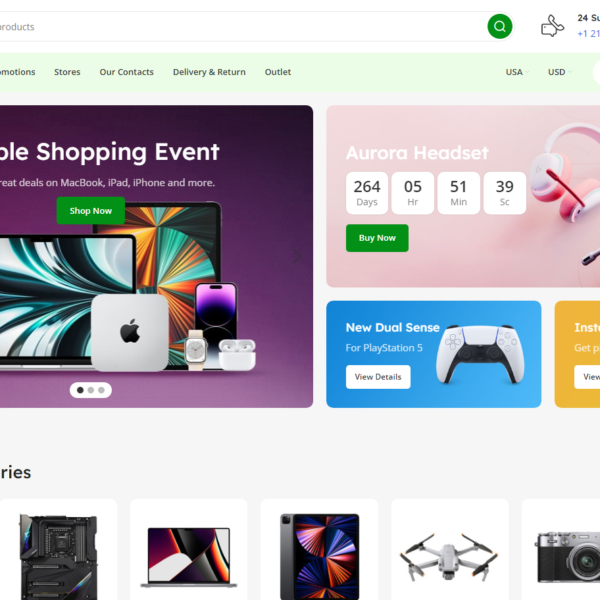 products
24 Su
+1 21
omotions Stores Our Contacts Delivery & Return Outlet USA USD
ple Shopping Event
reat deals on MacBook, iPad, iPhone and more.
Shop Now
Aurora Headset
264 05 51 39
Days Hr Min Sc
Buy Now
New Dual Sense
For PlayStation 5
View Details
Insta
Get p
View
ries